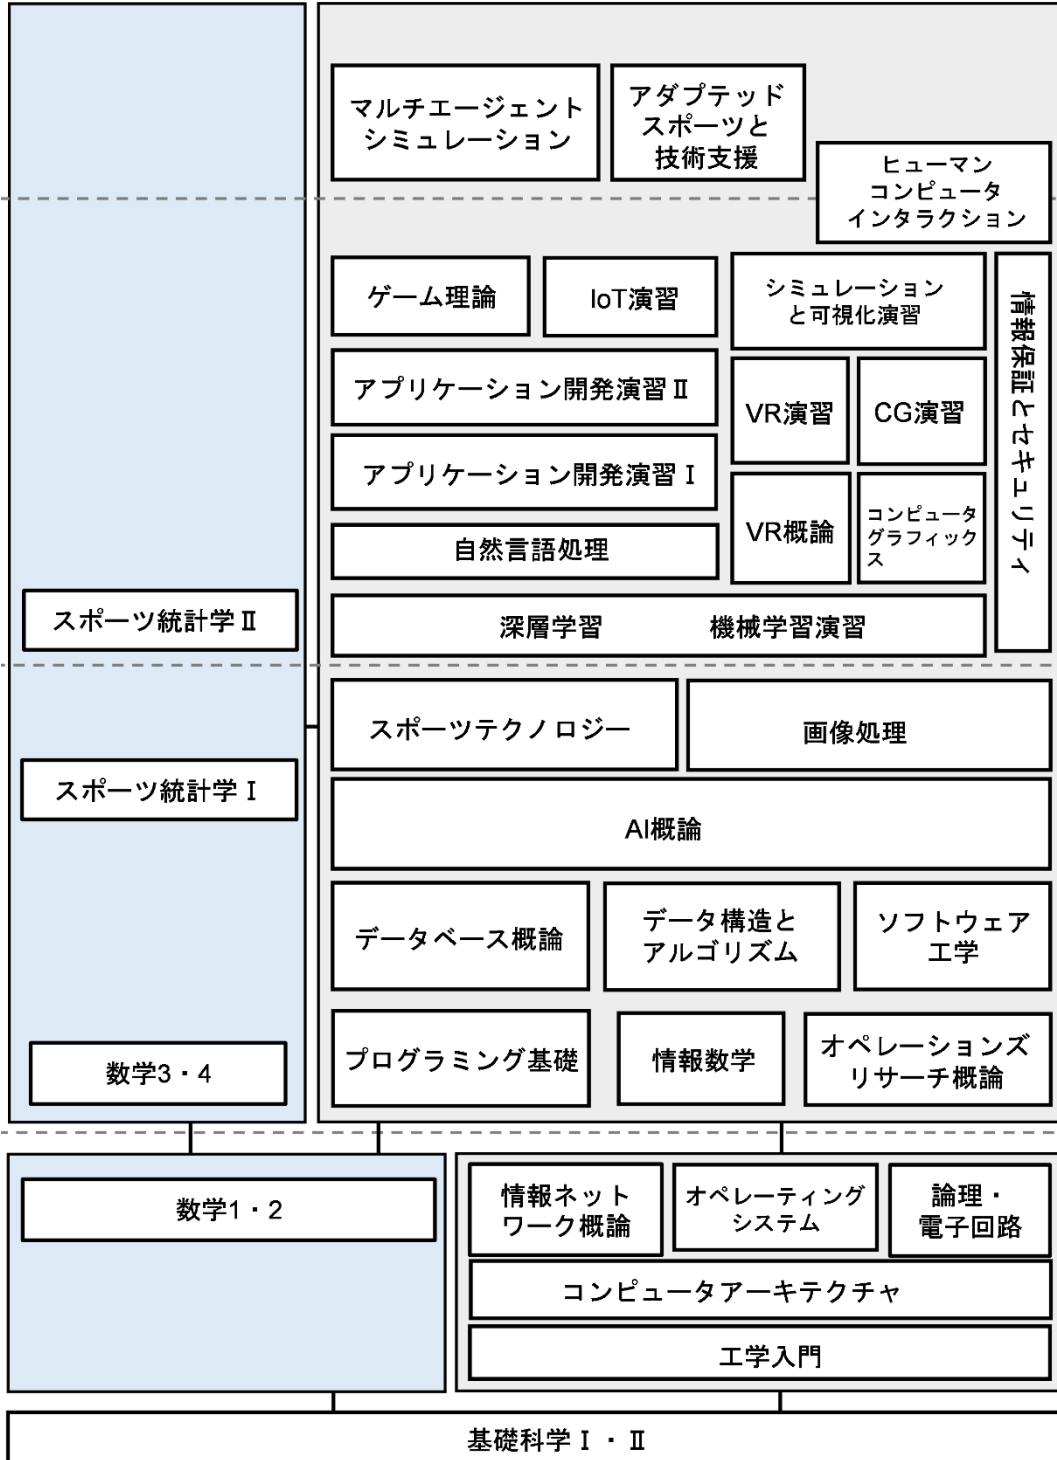 マルチエージェント
シミュレーション
アダプテッド
スポーツと
技術支援
ヒューマン
コンピュータ
インタラクション
ゲーム理論
IoT演習
シミュレーション
と可視化演習
情報保証とセキュリティ
アプリケーション開発演習Ⅱ
VR演習
CG演習
アプリケーション開発演習Ⅰ
VR概論
コンピュータ
グラフィック
ス
自然言語処理
スポーツ統計学Ⅱ
深層学習 機械学習演習
スポーツテクノロジー
画像処理
スポーツ統計学Ⅰ
AI概論
データベース概論
データ構造と
アルゴリズム
ソフトウェア
工学
数学3・4
プログラミング基礎
情報数学
オペレーションズ
リサーチ概論
数学1・2
情報ネット
ワーク概論
オペレーティング
システム
論理・
電子回路
コンピュータアーキテクチャ
工学入門
基礎科学Ⅰ・Ⅱ